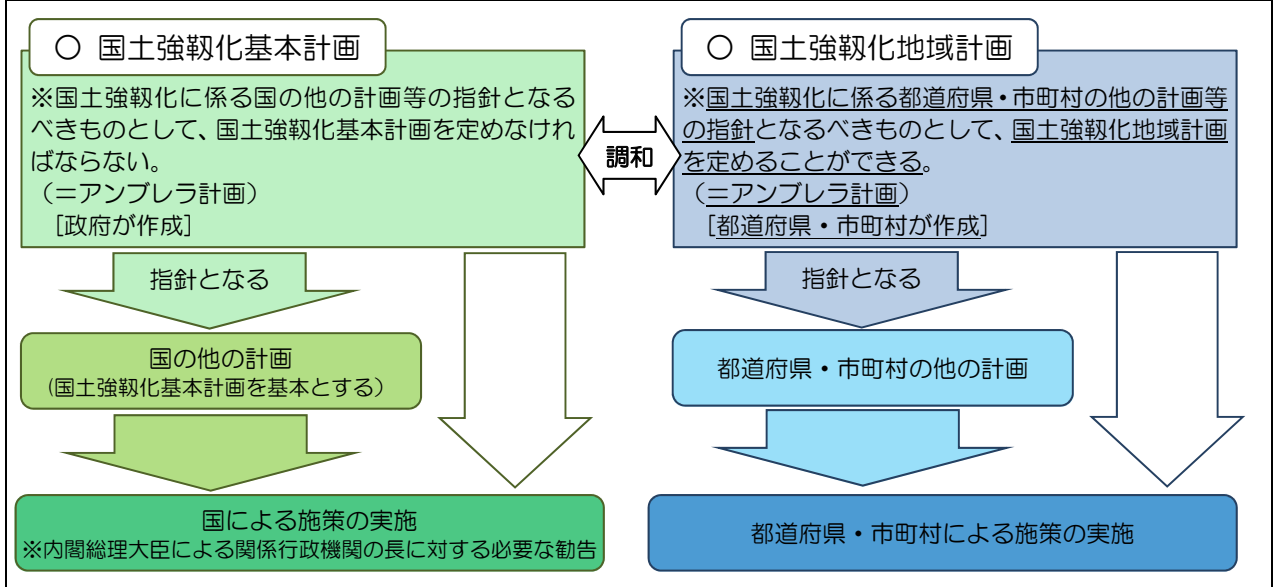 〇 国土強靱化基本計画
※国土強靱化に係る国の他の計画等の指針となる
べきものとして、国土強靱化基本計画を定めなけれ
ばならない。
（＝アンブレラ計画）
［政府が作成］
調和
〇 国土強靱化地域計画
※国土強靱化に係る都道府県・市町村の他の計画等
の指針となるべきものとして、国土強靱化地域計画
を定めることができる。
（＝アンブレラ計画）
［都道府県・市町村が作成］
指針となる
指針となる
国の他の計画
（国土強靱化基本計画を基本とする）
都道府県・市町村の他の計画
国による施策の実施
※内閣総理大臣による関係行政機関の長に対する必要な勧告
都道府県・市町村による施策の実施